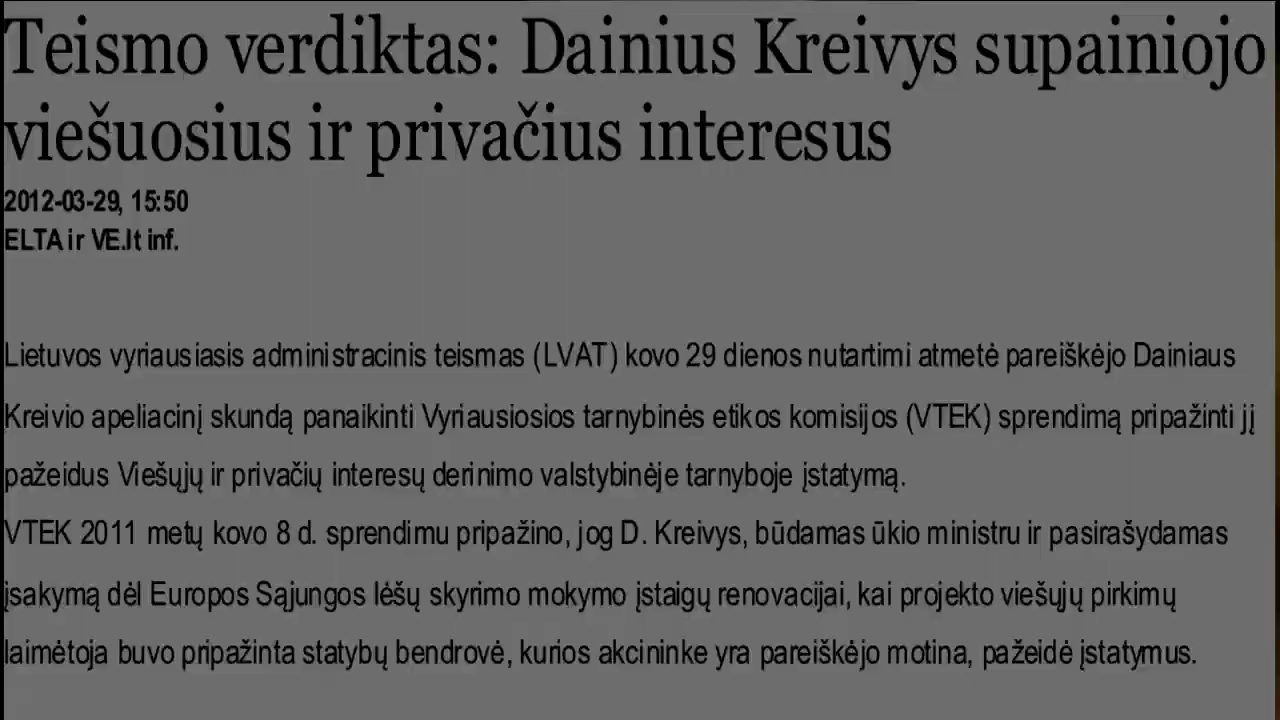 Teismo verdiktas: Dainius Kreivys supainiojo
viešuosius ir privačius interesus
2012-03-29, 15:50
ELTA ir VE.lt inf.
Lietuvos vyriausiasis administracinis teismas (LVAT) kovo 29 dienos nutartimi atmetė pareiškėjo Dainiaus
Kreivio apeliacinį skundą panaikinti Vyriausiosios tarnybinės etikos komisijos (VTEK) sprendimą pripažinti jį
pažeidus Viešųjų ir privačių interesų derinimo valstybinėje tarnyboje įstatymą.
VTEK 2011 metų kovo 8 d. sprendimu pripažino, jog D. Kreivys, būdamas ūkio ministru ir pasirašydamas
įsakymą dėl Europos Sąjungos lėšų skyrimo mokymo įstaigų renovacijai, kai projekto viešųjų pirkimų
laimėtoja buvo pripažinta statybų bendrovė, kurios akcininke yra pareiškėjo motina, pažeidė įstatymus.